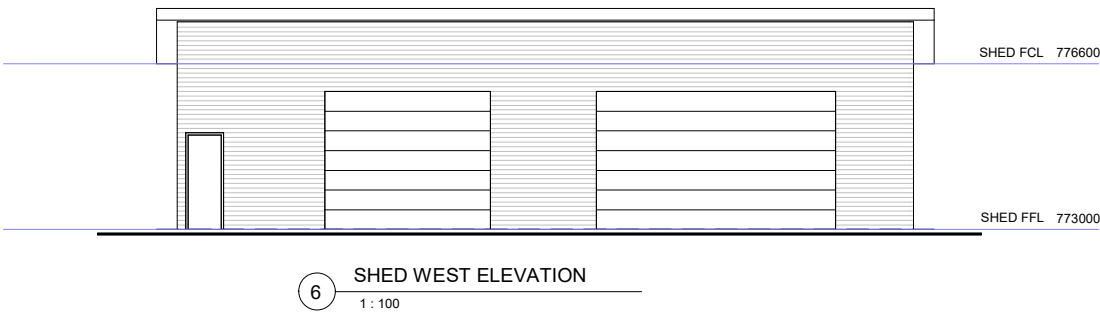 SHED FCL 776600
SHED FFL 773000
6 SHED WEST ELEVATION
1 : 100